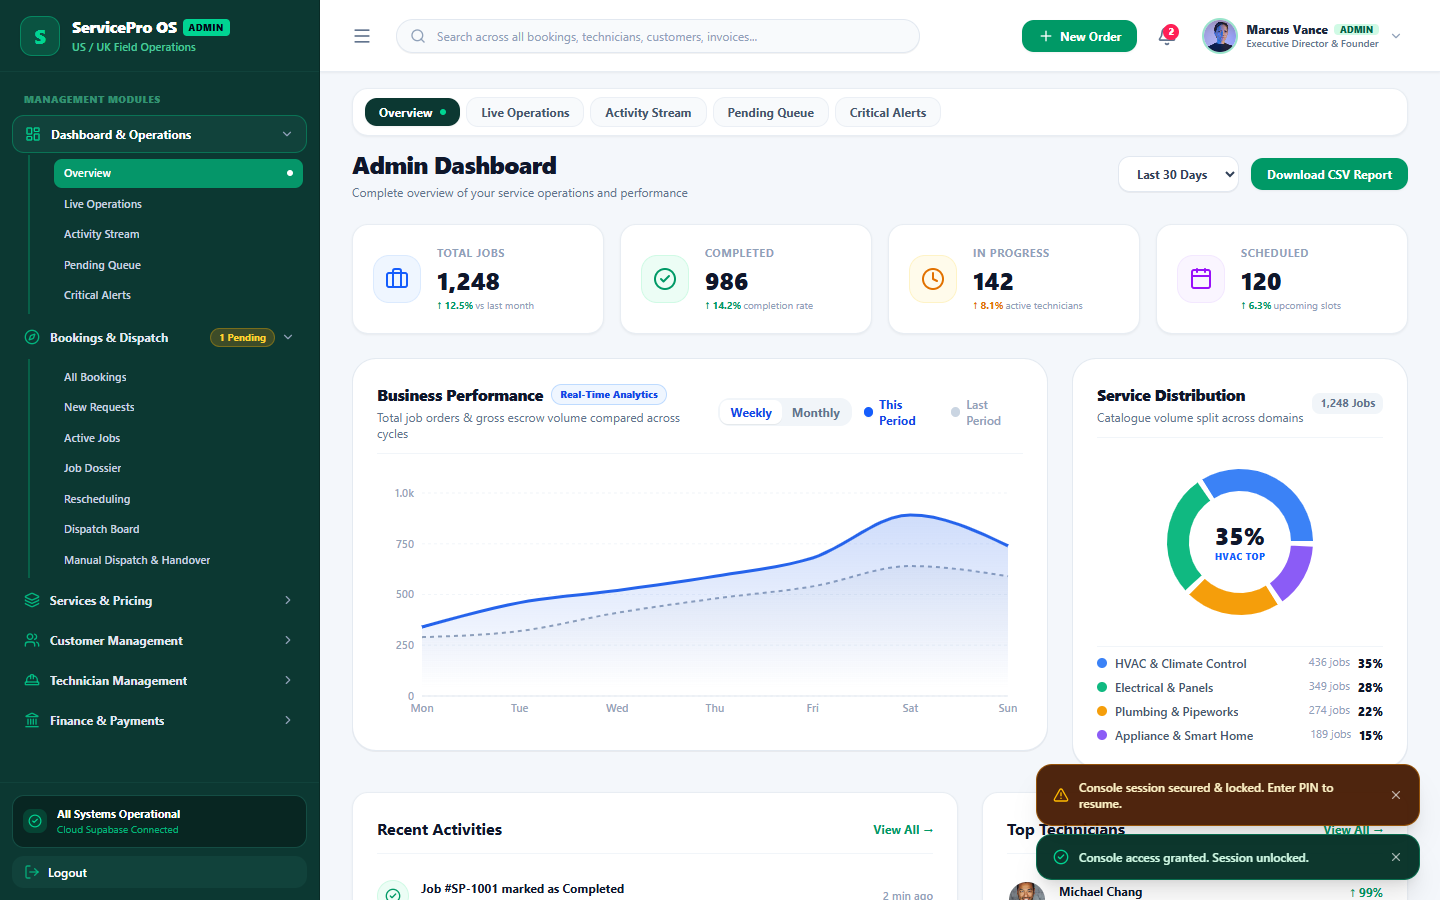 S
ServicePro OS ADMIN
US / UK Field Operations
MANAGEMENT MODULES
Dashboard & Operations
Overview
Live Operations
Activity Stream
Pending Queue
Critical Alerts
Bookings & Dispatch 1 Pending
All Bookings
New Requests
Active Jobs
Job Dossier
Rescheduling
Dispatch Board
Manual Dispatch & Handover
Services & Pricing
Customer Management
Technician Management
Finance & Payments
All Systems Operational
Cloud Supabase Connected
Logout
Search across all bookings, technicians, customers, invoices...
New Order
2
Marcus Vance ADMIN
Executive Director & Founder
Overview
Live Operations
Activity Stream
Pending Queue
Critical Alerts
Admin Dashboard
Complete overview of your service operations and performance
Last 30 Days
Download CSV Report
TOTAL JOBS
1,248
↑ 12.5% vs last month
COMPLETED
986
↑ 14.2% completion rate
IN PROGRESS
142
↑ 8.1% active technicians
SCHEDULED
120
↑ 6.3% upcoming slots
Business Performance Real-Time Analytics
Total job orders & gross escrow volume compared across
cycles
Weekly Monthly
This
Period
Last
Period
1.0k
750
500
250
0
Mon Tue Wed Thu Fri Sat Sun
Service Distribution
Catalogue volume split across domains
1,248 Jobs
35%
HVAC TOP
HVAC & Climate Control 436 jobs 35%
Electrical & Panels 349 jobs 28%
Plumbing & Pipeworks 274 jobs 22%
Appliance & Smart Home 189 jobs 15%
Recent Activities View All →
Job #SP-1001 marked as Completed
2 min ago
Top Technicians View All →
Michael Chang ↑ 99%
Console session secured & locked. Enter PIN to
resume.
Console access granted. Session unlocked.